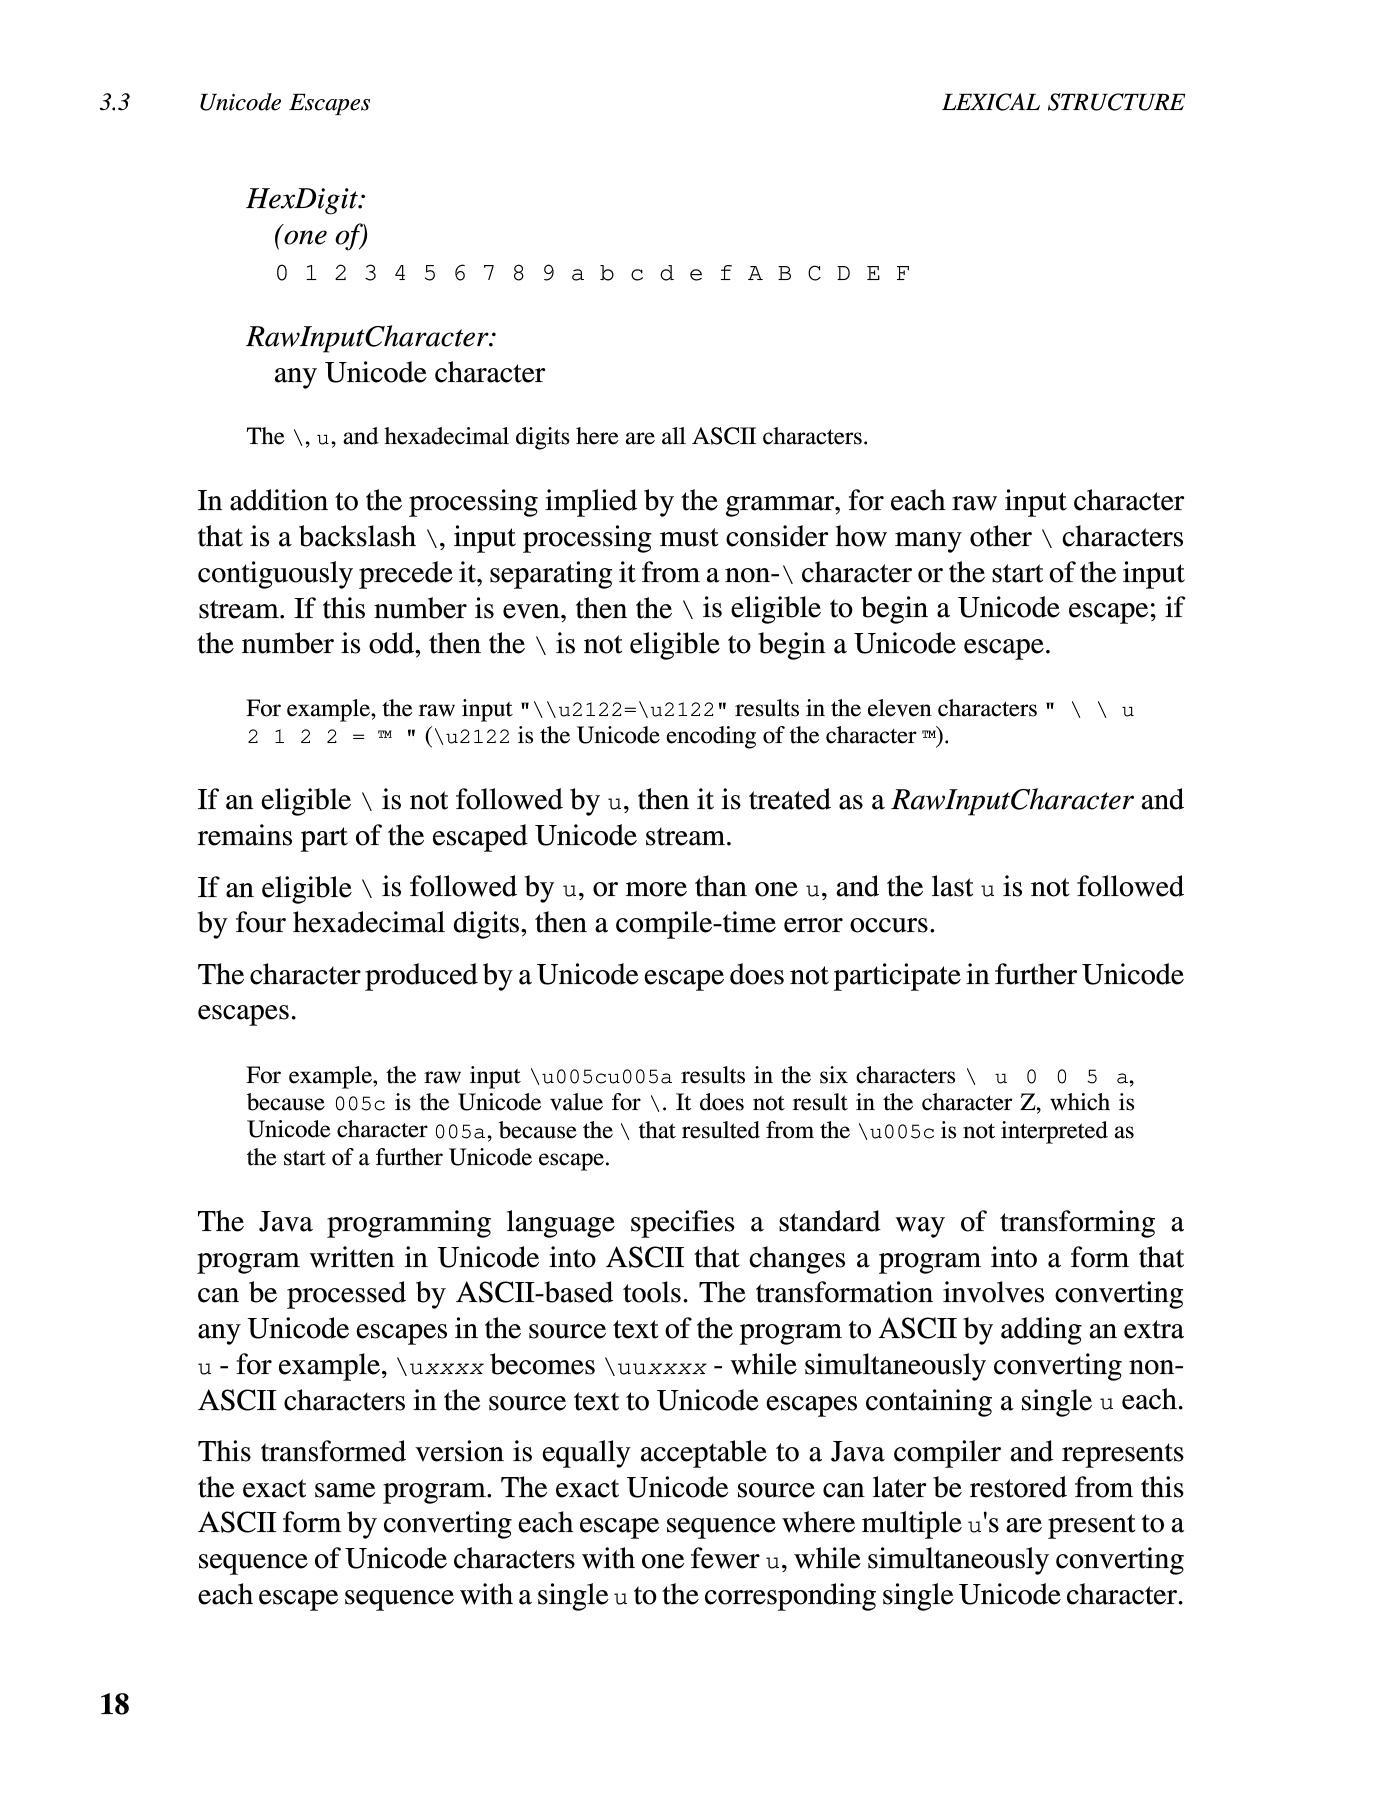 3.3 Unicode Escapes LEXICAL STRUCTURE
HexDigit:
(one of)
0 1 2 3 4 5 6 7 8 9 a b c d e f A B C D E F
RawInputCharacter:
any Unicode character
The \, u, and hexadecimal digits here are all ASCII characters.
In addition to the processing implied by the grammar, for each raw input character
that is a backslash \, input processing must consider how many other \ characters
contiguously precede it, separating it from a non-\ character or the start of the input
stream. If this number is even, then the \ is eligible to begin a Unicode escape; if
the number is odd, then the \ is not eligible to begin a Unicode escape.
For example, the raw input "\\u2122=\u2122" results in the eleven characters " \ \ u
2 1 2 2 = ™ " (\u2122 is the Unicode encoding of the character ™).
If an eligible \ is not followed by u, then it is treated as a RawInputCharacter and
remains part of the escaped Unicode stream.
If an eligible \ is followed by u, or more than one u, and the last u is not followed
by four hexadecimal digits, then a compile-time error occurs.
The character produced by a Unicode escape does not participate in further Unicode
escapes.
For example, the raw input \u005cu005a results in the six characters \ u 0 0 5 a,
because 005c is the Unicode value for \. It does not result in the character Z, which is
Unicode character 005a, because the \ that resulted from the \u005c is not interpreted as
the start of a further Unicode escape.
The Java programming language specifies a standard way of transforming a
program written in Unicode into ASCII that changes a program into a form that
can be processed by ASCII-based tools. The transformation involves converting
any Unicode escapes in the source text of the program to ASCII by adding an extra
u - for example, \uxxxx becomes \uuxxxx - while simultaneously converting non-
ASCII characters in the source text to Unicode escapes containing a single u each.
This transformed version is equally acceptable to a Java compiler and represents
the exact same program. The exact Unicode source can later be restored from this
ASCII form by converting each escape sequence where multiple u's are present to a
sequence of Unicode characters with one fewer u, while simultaneously converting
each escape sequence with a single u to the corresponding single Unicode character.
18